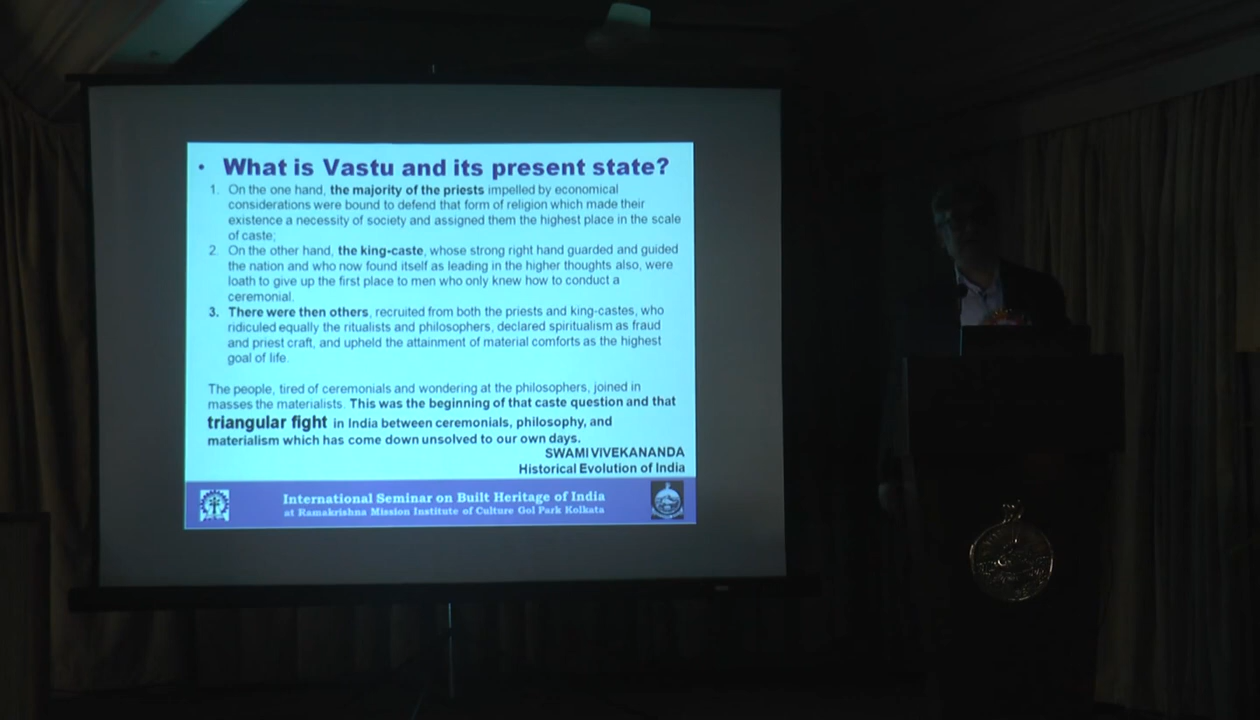 • What is Vastu and its present state?
1. On the one hand, the majority of the priests impelled by economical
considerations were bound to defend that form of religion which made their
existence a necessity of society and assigned them the highest place in the scale
of caste;
2. On the other hand, the king-caste, whose strong right hand guarded and guided
the nation and who now found itself as leading in the higher thoughts also, were
loath to give up the first place to men who only knew how to conduct a
ceremonial.
3. There were then others, recruited from both the priests and king-castes, who
ridiculed equally the ritualists and philosophers, declared spiritualism as fraud
and priest craft, and upheld the attainment of material comforts as the highest
goal of life.
The people, tired of ceremonials and wondering at the philosophers, joined in
masses the materialists. This was the beginning of that caste question and that
triangular fight in India between ceremonials, philosophy, and
materialism which has come down unsolved to our own days.
SWAMI VIVEKANANDA
Historical Evolution of India
International Seminar on Built Heritage of India
at Ramakrishna Mission Institute of Culture Gol Park Kolkata